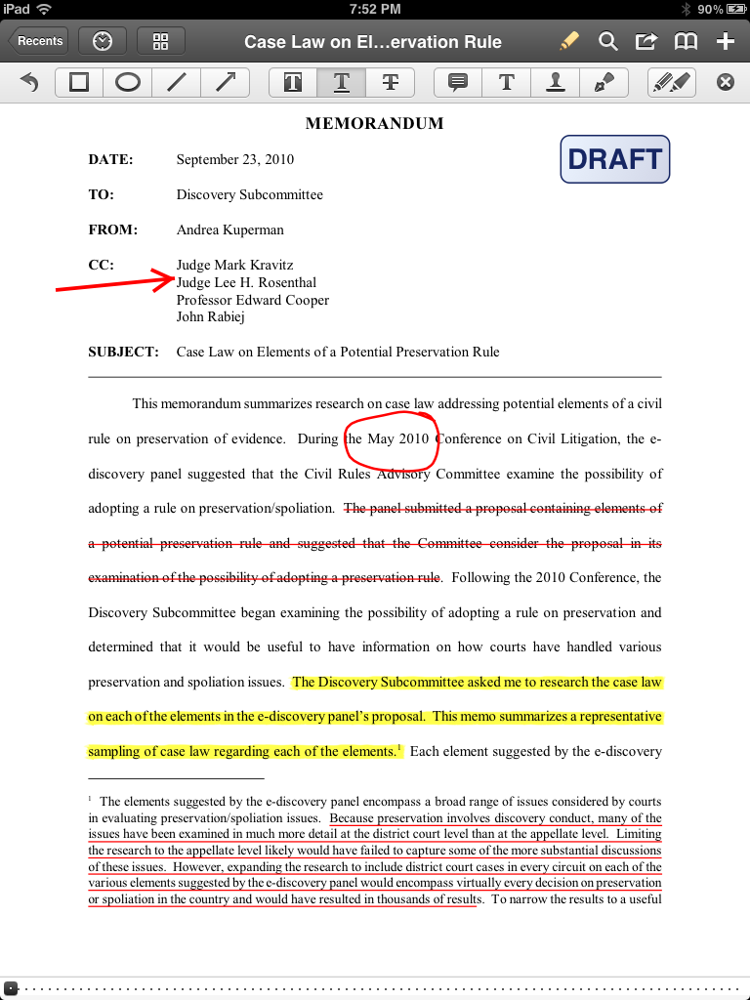 iPad 7:52 PM 90%
Recents Case Law on El...ervation Rule
T T T T
MEMORANDUM
DRAFT
DATE: September 23, 2010
TO: Discovery Subcommittee
FROM: Andrea Kuperman
CC: Judge Mark Kravitz
Judge Lee H. Rosenthal
Professor Edward Cooper
John Rabiej
SUBJECT: Case Law on Elements of a Potential Preservation Rule
This memorandum summarizes research on case law addressing potential elements of a civil
rule on preservation of evidence. During the May 2010 Conference on Civil Litigation, the e-
discovery panel suggested that the Civil Rules Advisory Committee examine the possibility of
adopting a rule on preservation/spoliation. The panel submitted a proposal containing elements of
a potential preservation rule and suggested that the Committee consider the proposal in its
examination of the possibility of adopting a preservation rule. Following the 2010 Conference, the
Discovery Subcommittee began examining the possibility of adopting a rule on preservation and
determined that it would be useful to have information on how courts have handled various
preservation and spoliation issues. The Discovery Subcommittee asked me to research the case law
on each of the elements in the e-discovery panel's proposal. This memo summarizes a representative
sampling of case law regarding each of the elements.1 Each element suggested by the e-discovery
1 The elements suggested by the e-discovery panel encompass a broad range of issues considered by courts
in evaluating preservation/spoliation issues. Because preservation involves discovery conduct, many of the
issues have been examined in much more detail at the district court level than at the appellate level. Limiting
the research to the appellate level likely would have failed to capture some of the more substantial discussions
of these issues. However, expanding the research to include district court cases in every circuit on each of the
various elements suggested by the e-discovery panel would encompass virtually every decision on preservation
or spoliation in the country and would have resulted in thousands of results. To narrow the results to a useful